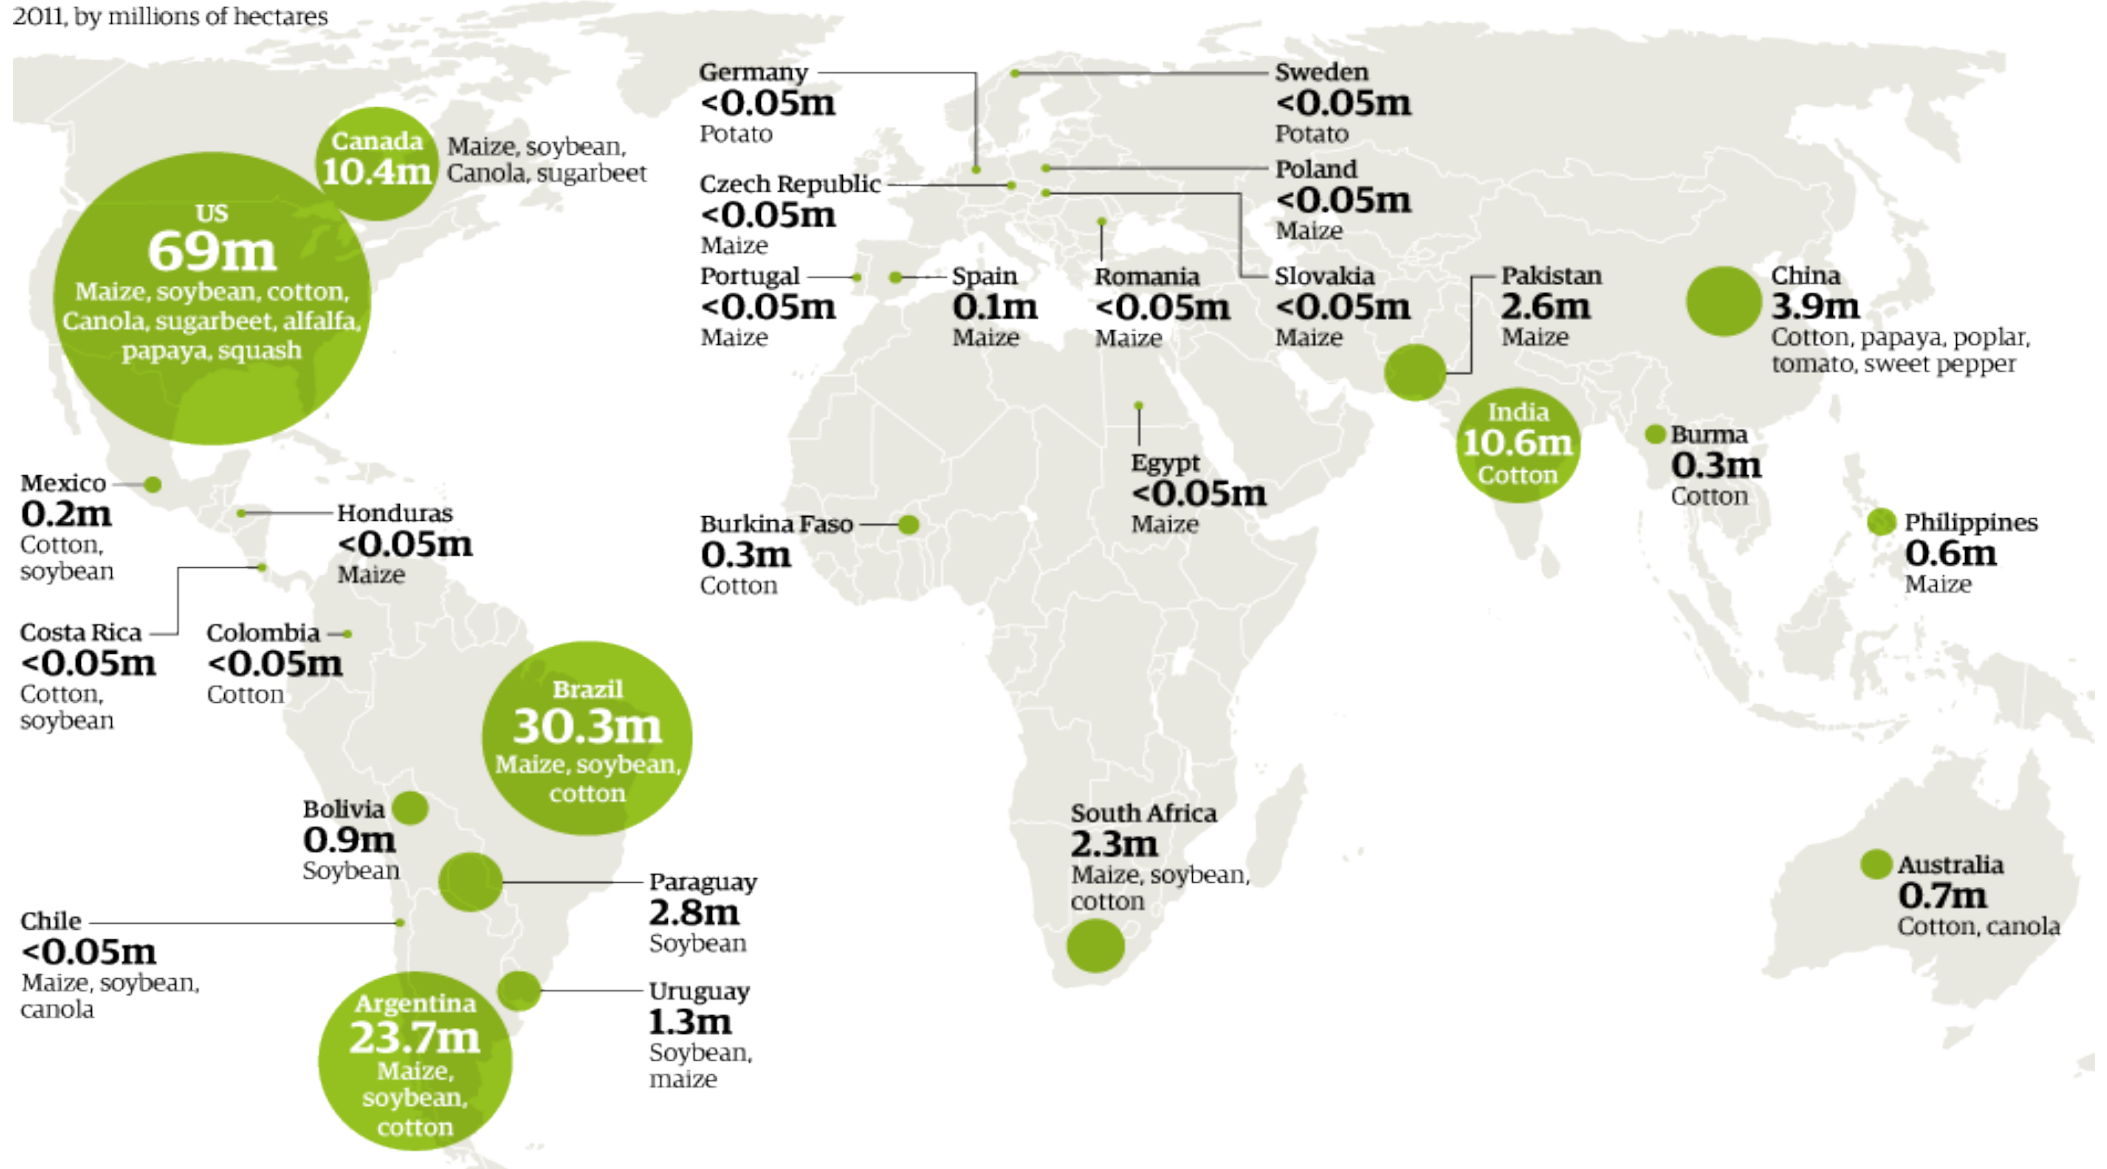 2011, by millions of hectares
Canada
10.4m
Maize, soybean,
Canola, sugarbeet
US
69m
Maize, soybean, cotton,
Canola, sugarbeet, alfalfa,
papaya, squash
Mexico
0.2m
Cotton,
soybean
Honduras
<0.05m
Maize
Costa Rica
<0.05m
Cotton,
soybean
Colombia
<0.05m
Cotton
Brazil
30.3m
Maize, soybean,
cotton
Bolivia
0.9m
Soybean
Paraguay
2.8m
Soybean
Chile
<0.05m
Maize, soybean,
canola
Uruguay
1.3m
Soybean,
maize
Argentina
23.7m
Maize,
soybean,
cotton
Germany
<0.05m
Potato
Sweden
<0.05m
Potato
Czech Republic
<0.05m
Maize
Poland
<0.05m
Maize
Portugal
<0.05m
Maize
Spain
0.1m
Maize
Romania
<0.05m
Maize
Slovakia
<0.05m
Maize
Pakistan
2.6m
Maize
China
3.9m
Cotton, papaya, poplar,
tomato, sweet pepper
India
10.6m
Cotton
Burma
0.3m
Cotton
Egypt
<0.05m
Maize
Burkina Faso
0.3m
Cotton
Philippines
0.6m
Maize
South Africa
2.3m
Maize, soybean,
cotton
Australia
0.7m
Cotton, canola